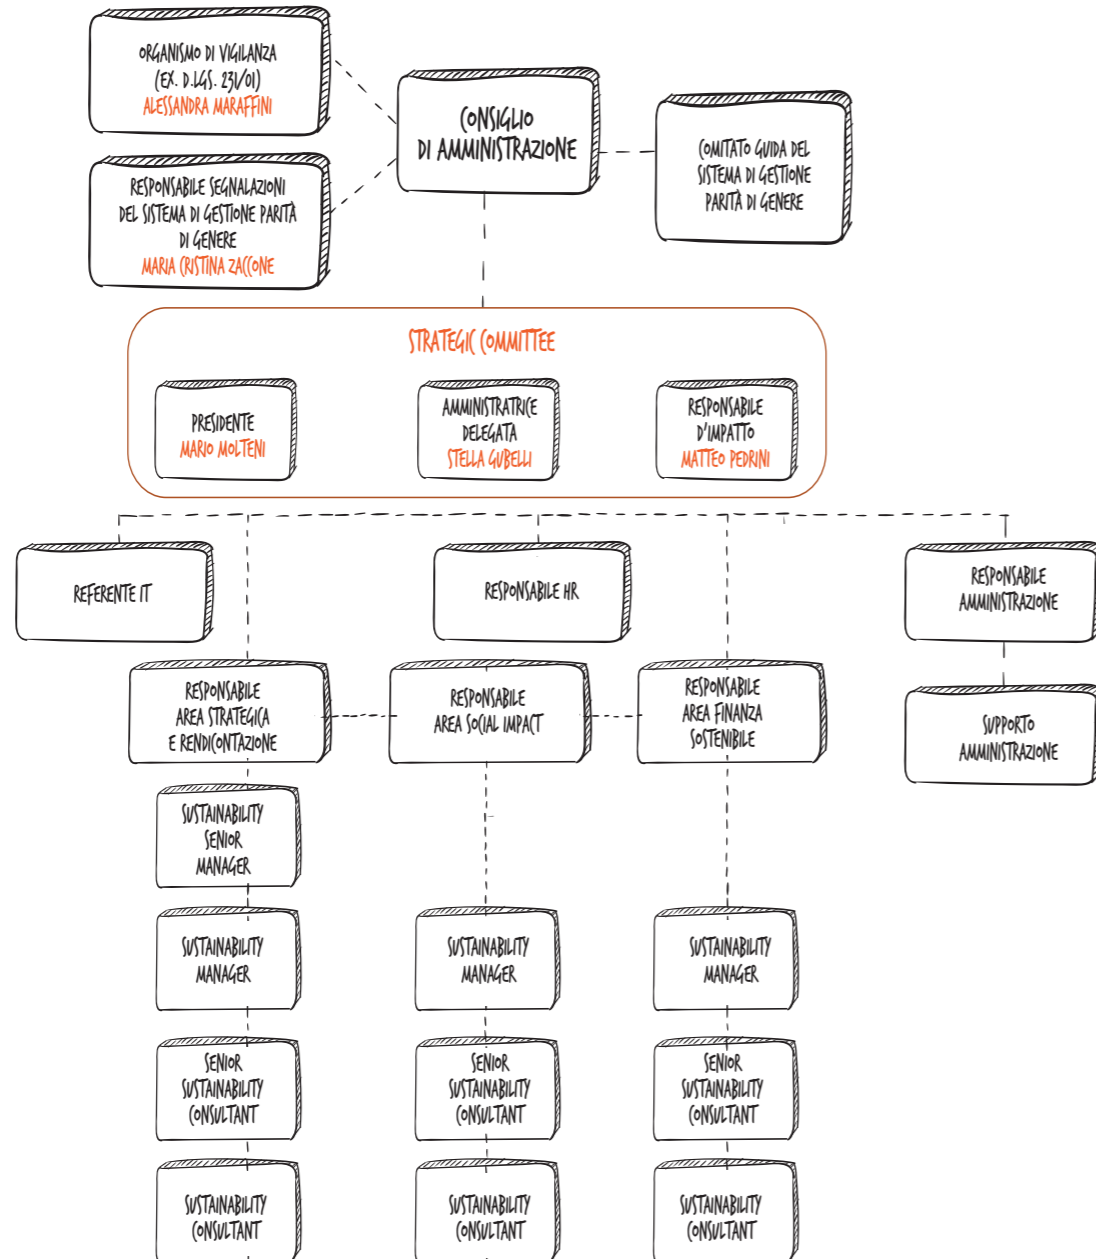 ORGANISMO DI VIGILANZA
(EX. D.LGS. 231/01)
ALESSANDRA MARAFFINI
CONSIGLIO
DI AMMINISTRAZIONE
COMITATO GUIDA DEL
SISTEMA DI GESTIONE
PARITÀ DI GENERE
RESPONSABILE SEGNALAZIONI
DEL SISTEMA DI GESTIONE PARITÀ
DI GENERE
MARIA CRISTINA ZACCONE
STRATEGIC COMMITTEE
PRESIDENTE
MARIO MOLTENI
AMMINISTRATRICE
DELEGATA
STELLA GUBELLI
RESPONSABILE
D'IMPATTO
MATTEO PEDRINI
REFERENTE IT
RESPONSABILE HR
RESPONSABILE
AMMINISTRAZIONE
RESPONSABILE
AREA STRATEGICA
E RENDICONTAZIONE
RESPONSABILE
AREA SOCIAL IMPACT
RESPONSABILE
AREA FINANZA
SOSTENIBILE
SUPPORTO
AMMINISTRAZIONE
SUSTAINABILITY
SENIOR
MANAGER
SUSTAINABILITY
MANAGER
SUSTAINABILITY
MANAGER
SUSTAINABILITY
MANAGER
SENIOR
SUSTAINABILITY
CONSULTANT
SENIOR
SUSTAINABILITY
CONSULTANT
SENIOR
SUSTAINABILITY
CONSULTANT
SUSTAINABILITY
CONSULTANT
SUSTAINABILITY
CONSULTANT
SUSTAINABILITY
CONSULTANT